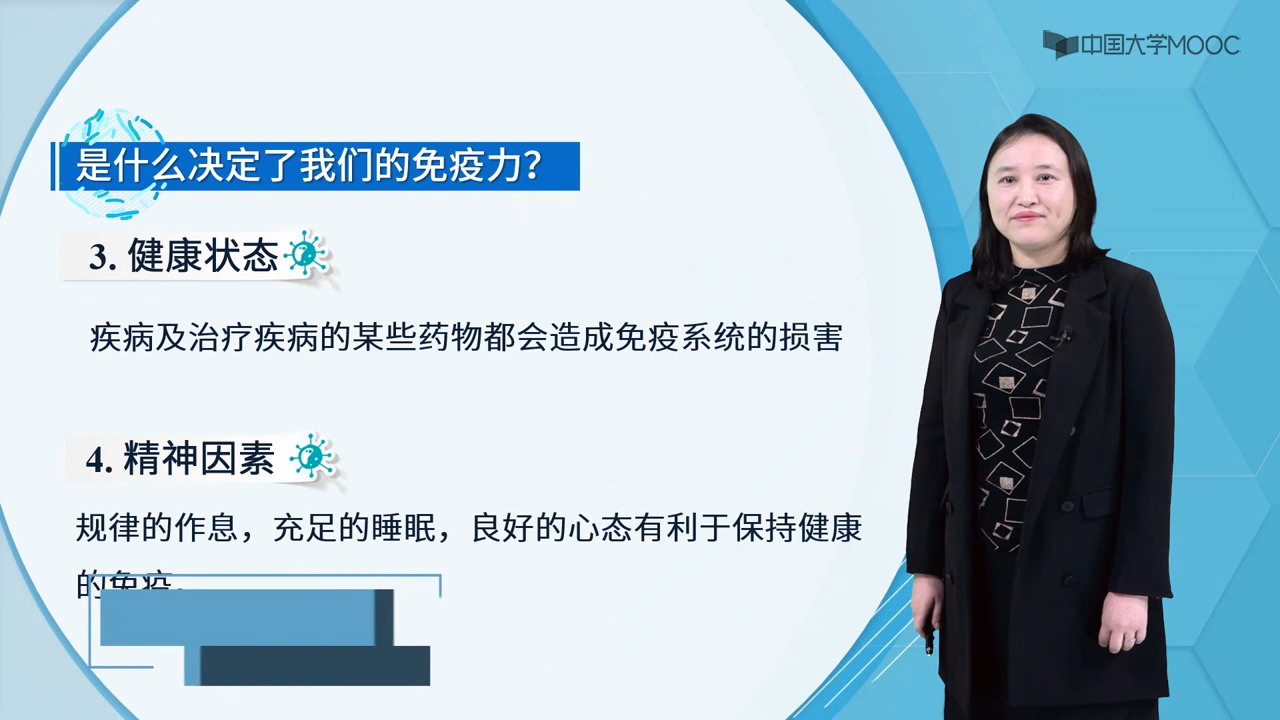 中国大学MOOC
是什么决定了我们的免疫力？
3. 健康状态
疾病及治疗疾病的某些药物都会造成免疫系统的损害
4. 精神因素
规律的作息，充足的睡眠，良好的心态有利于保持健康
的免疫。